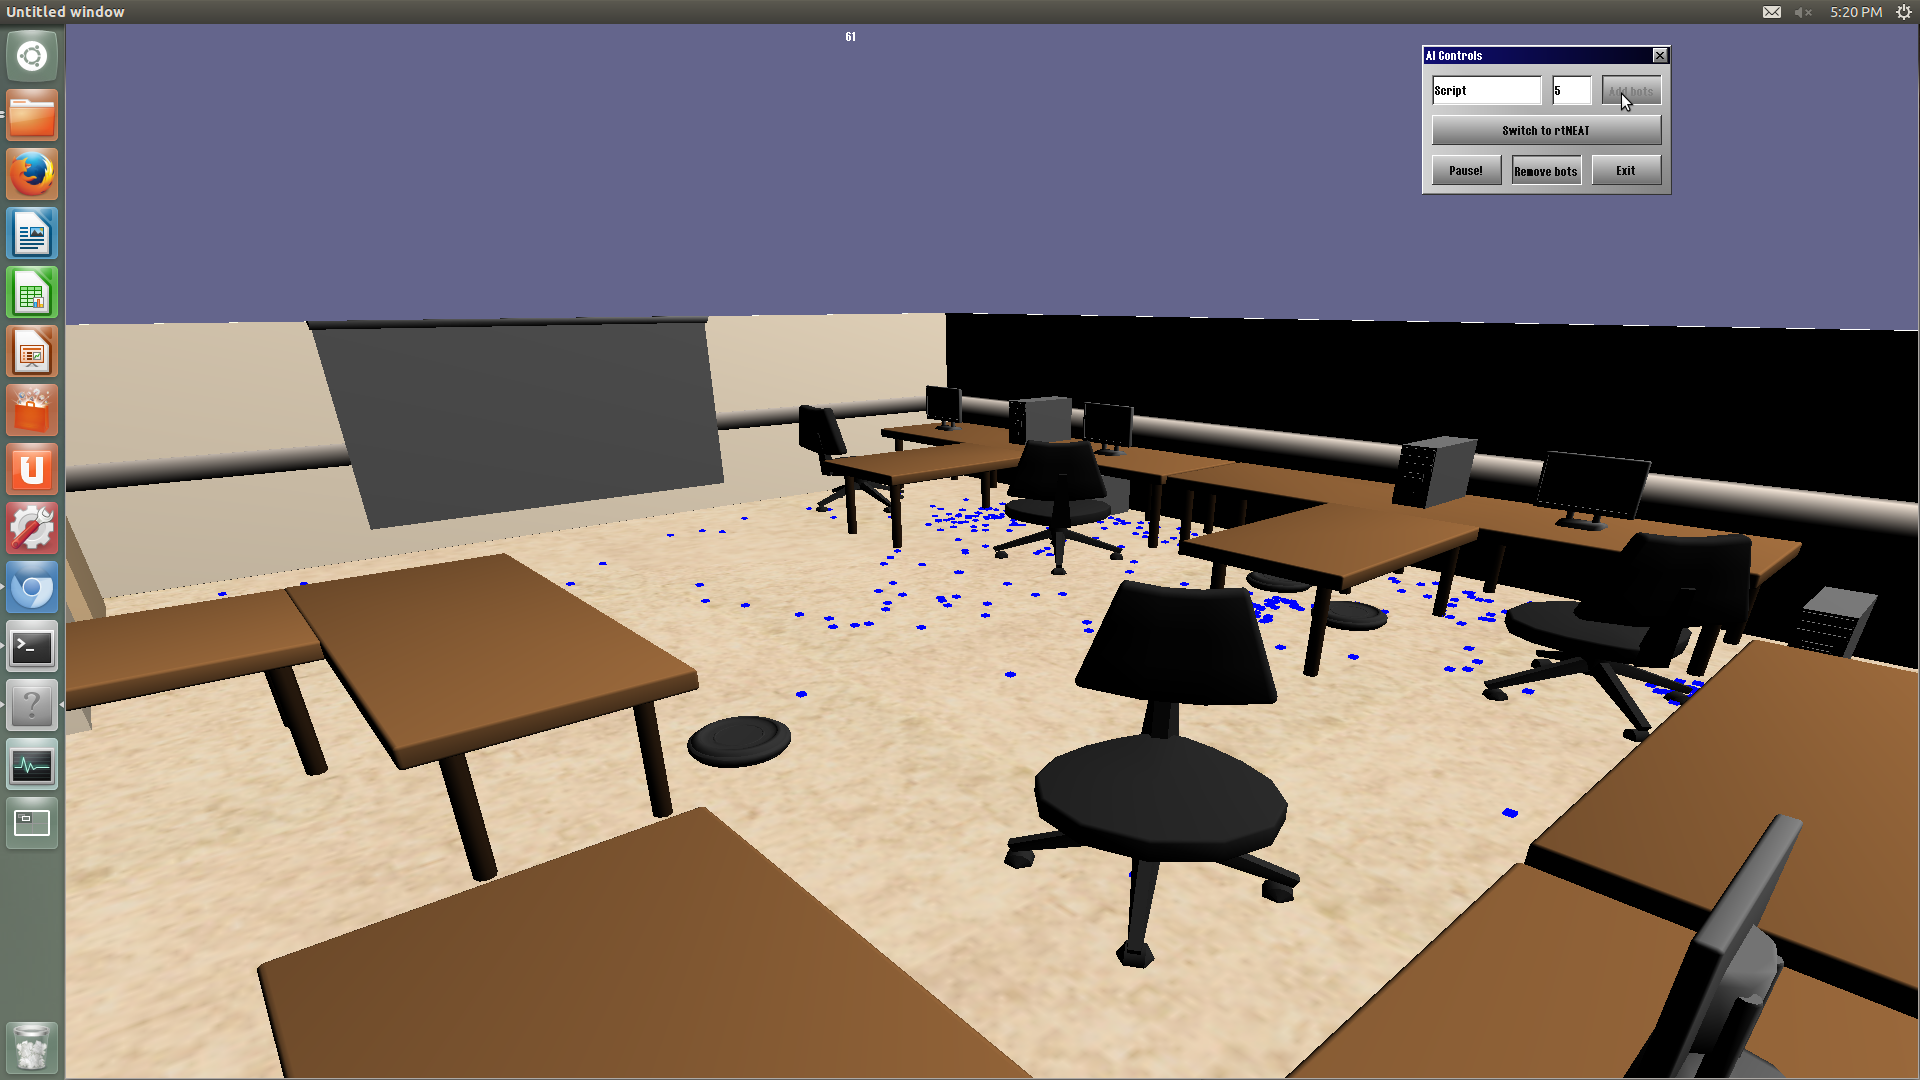 Untitled window
5:20 PM
61
AI Controls
Script 5 Add bots
Switch to rtNEAT
Pause! Remove bots Exit